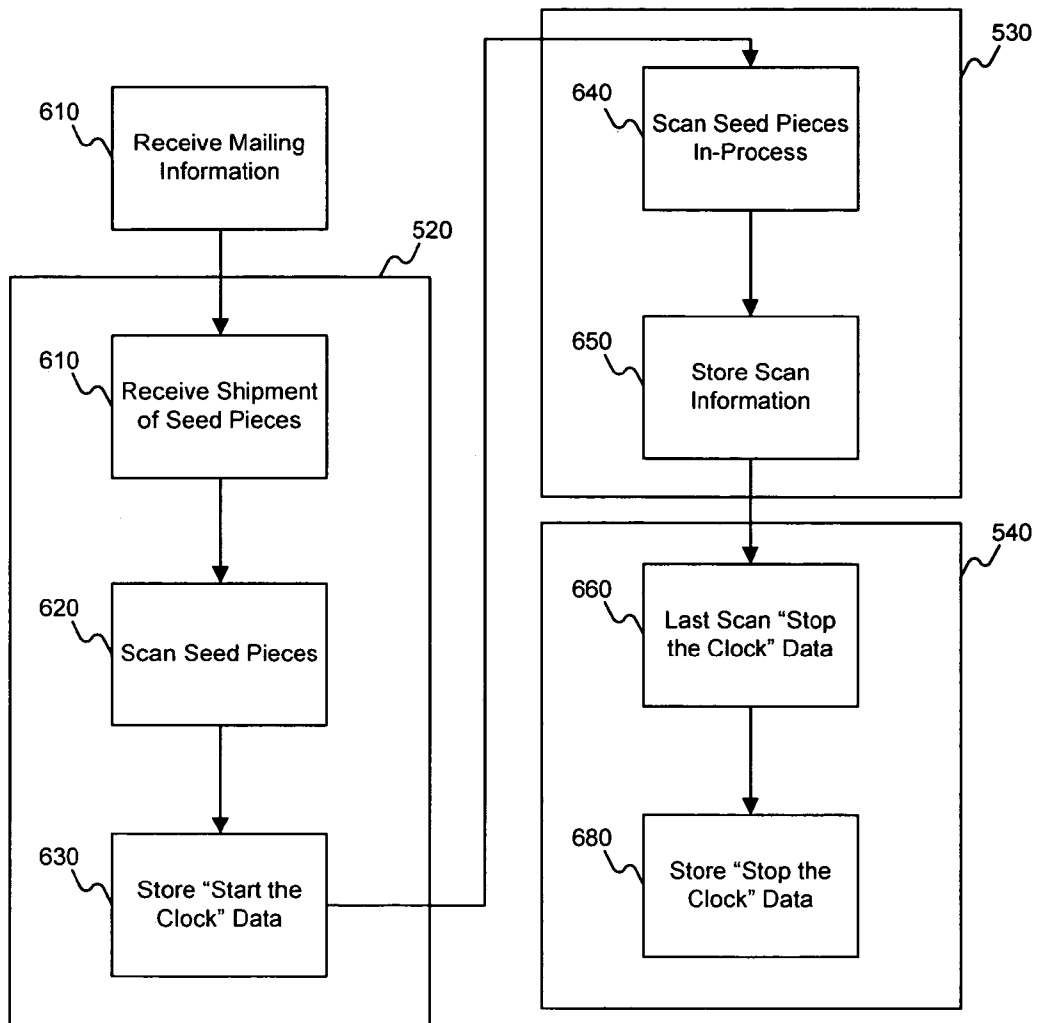 610
Receive Mailing
Information
520
610
Receive Shipment
of Seed Pieces
620
Scan Seed Pieces
630
Store “Start the
Clock” Data
530
640
Scan Seed Pieces
In-Process
650
Store Scan
Information
540
660
Last Scan “Stop
the Clock” Data
680
Store “Stop the
Clock” Data